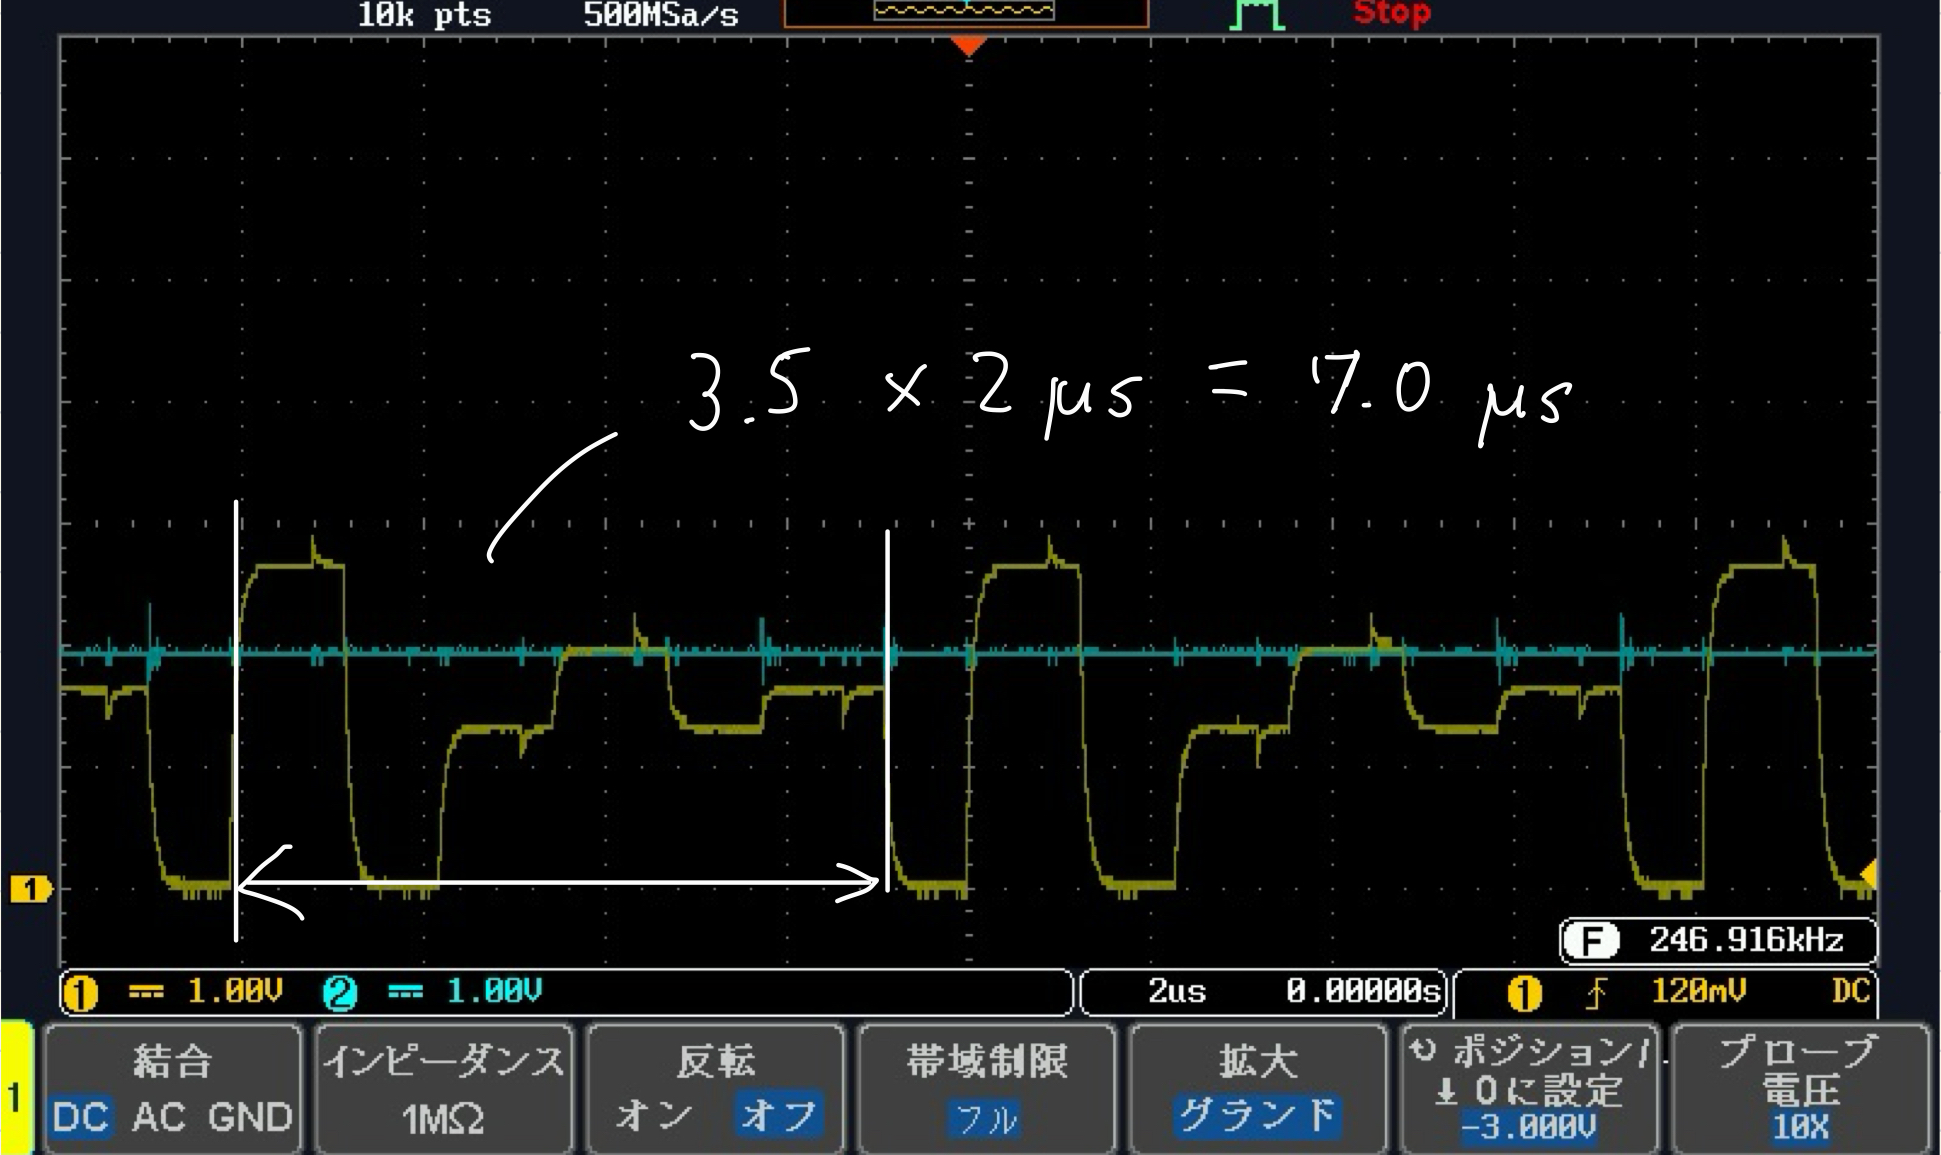 10k pts 500MSa/s Stop
3.5 × 2 μs = 7.0 μs
1
F 246.916kHz
1 1.00V 2 1.00V 2us 0.00000s 1 120mV DC
1
結合 インピーダンス 反転 帯域制限 拡大 ポジション/ プローブ
0に設定 電圧
DC AC GND 1MΩ オン オフ フル グランド -3.000V 10X